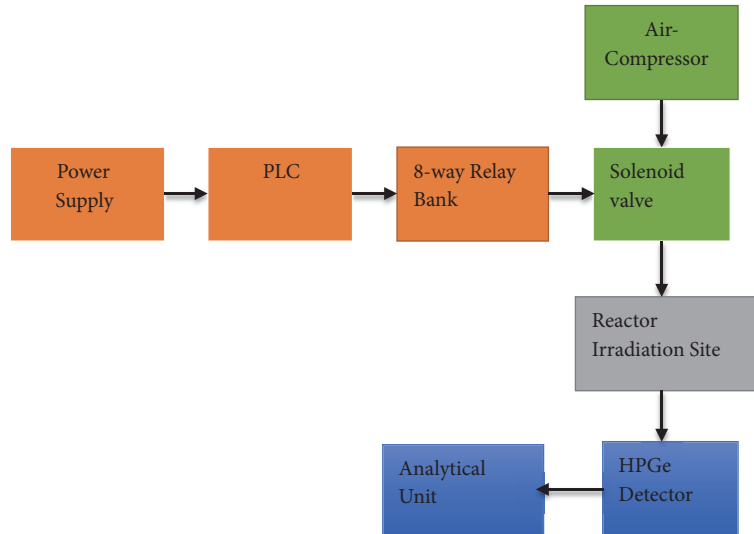 Air-
Compressor
Power
Supply
PLC
8-way Relay
Bank
Solenoid
valve
Reactor
Irradiation Site
HPGe
Detector
Analytical
Unit